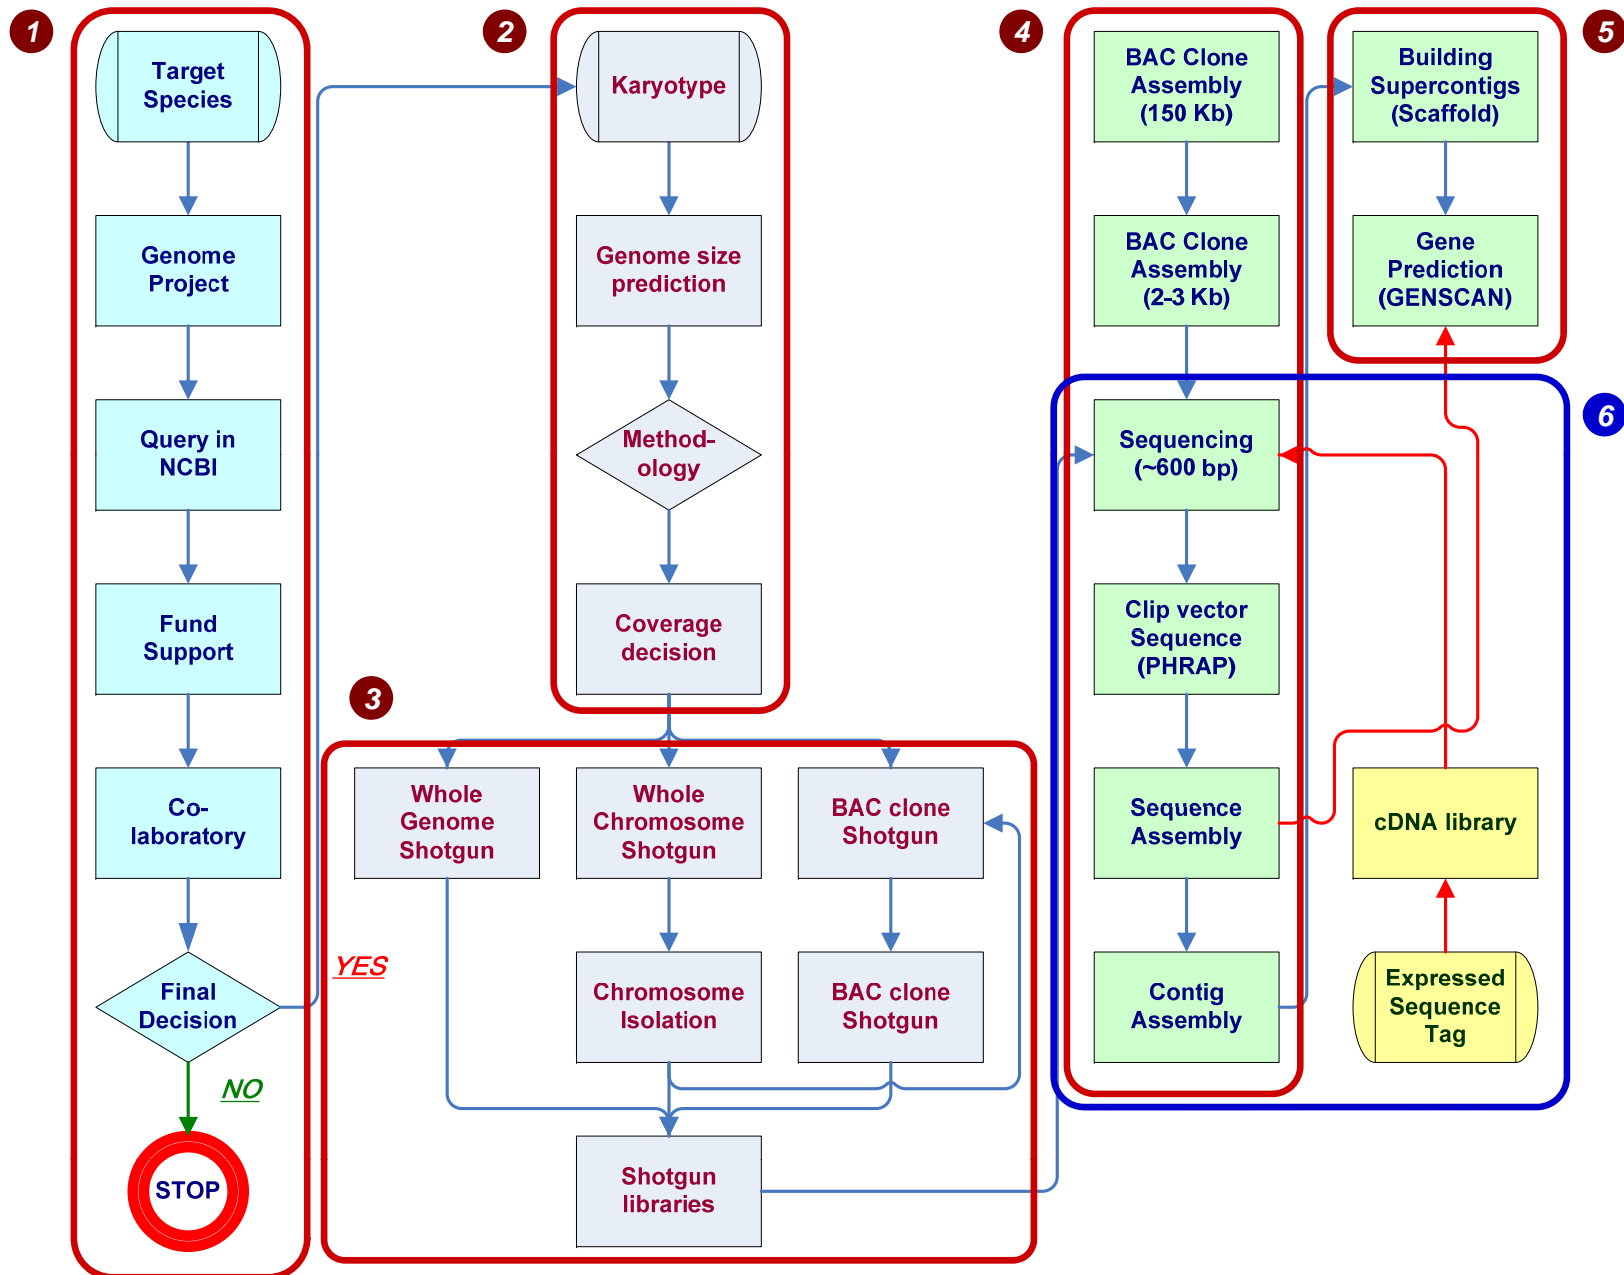 1
Target
Species
Genome
Project
Query in
NCBI
Fund
Support
Co-
laboratory
Final
Decision
YES
NO
STOP
2
Karyotype
Genome size
prediction
Method-
ology
Coverage
decision
3
Whole
Genome
Shotgun
Whole
Chromosome
Shotgun
BAC clone
Shotgun
Chromosome
Isolation
BAC clone
Shotgun
Shotgun
libraries
4
BAC Clone
Assembly
(150 Kb)
BAC Clone
Assembly
(2-3 Kb)
Sequencing
(~600 bp)
Clip vector
Sequence
(PHRAP)
Sequence
Assembly
Contig
Assembly
5
Building
Supercontigs
(Scaffold)
Gene
Prediction
(GENSCAN)
6
cDNA library
Expressed
Sequence
Tag